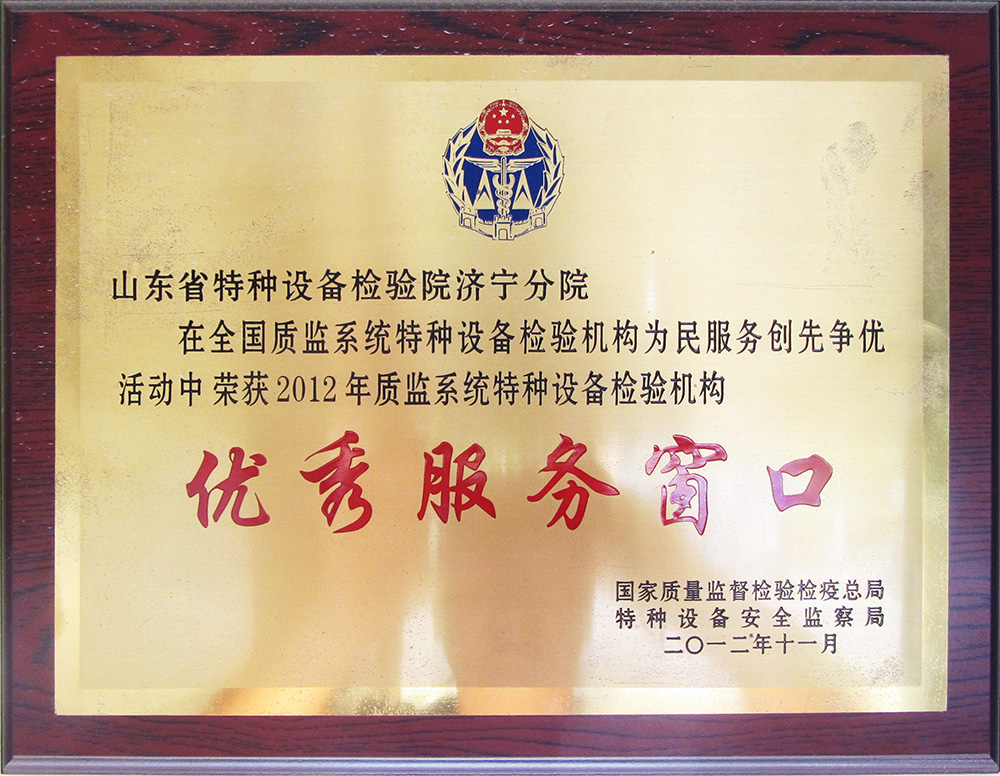 山东省特种设备检验院济宁分院
在全国质监系统特种设备检验机构为民服务创先争优
活动中 荣获2012年质监系统特种设备检验机构
优秀服务窗口
国家质量监督检验检疫总局
特种设备安全监察局
二〇一二年十一月